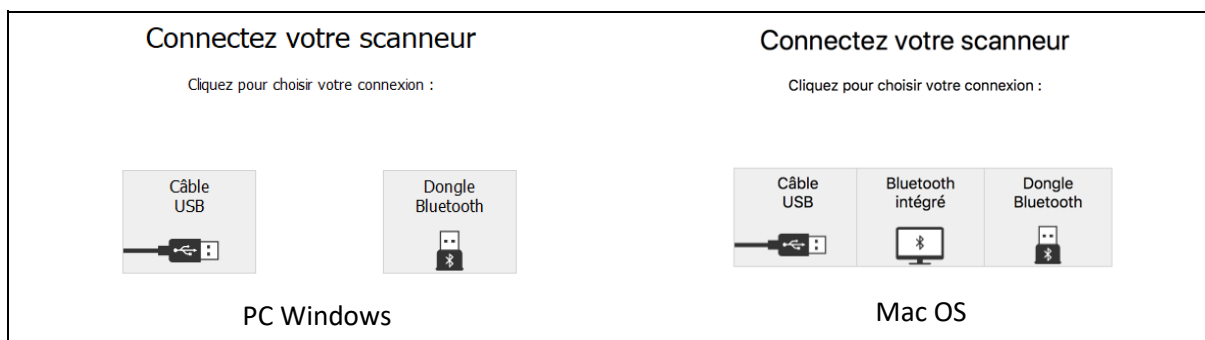 Connectez votre scanneur
Cliquez pour choisir votre connexion :
Câble
USB
Dongle
Bluetooth
PC Windows
Connectez votre scanneur
Cliquez pour choisir votre connexion :
Câble
USB
Bluetooth
intégré
Dongle
Bluetooth
Mac OS